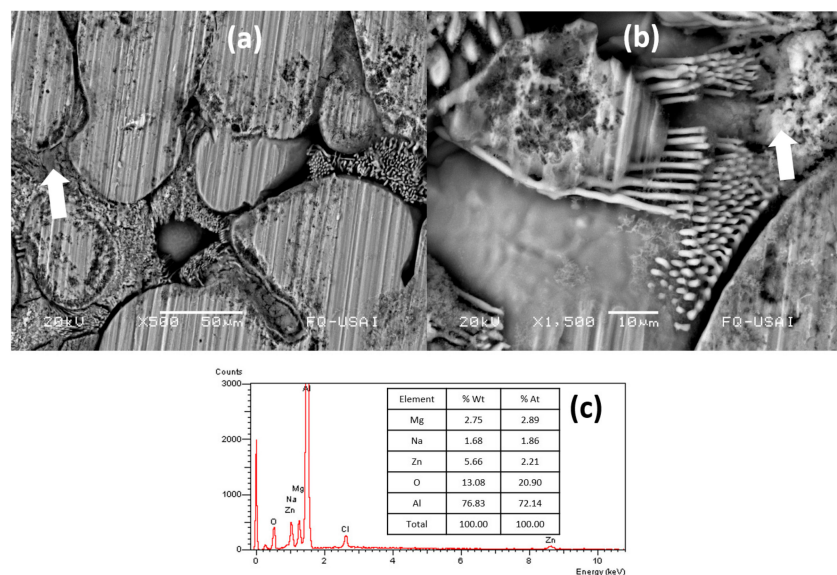 (a)
20kV X500 50µm FQ-USAI
(b)
20kV X1,500 10µm FQ-USAI
(c)
Counts
3000
2000
1000
0
Al
Mg
Na
Zn
O
Cl
Zn
0 2 4 6 8 10
Energy (keV)
Element % Wt % At
Mg 2.75 2.89
Na 1.68 1.86
Zn 5.66 2.21
O 13.08 20.90
Al 76.83 72.14
Total 100.00 100.00